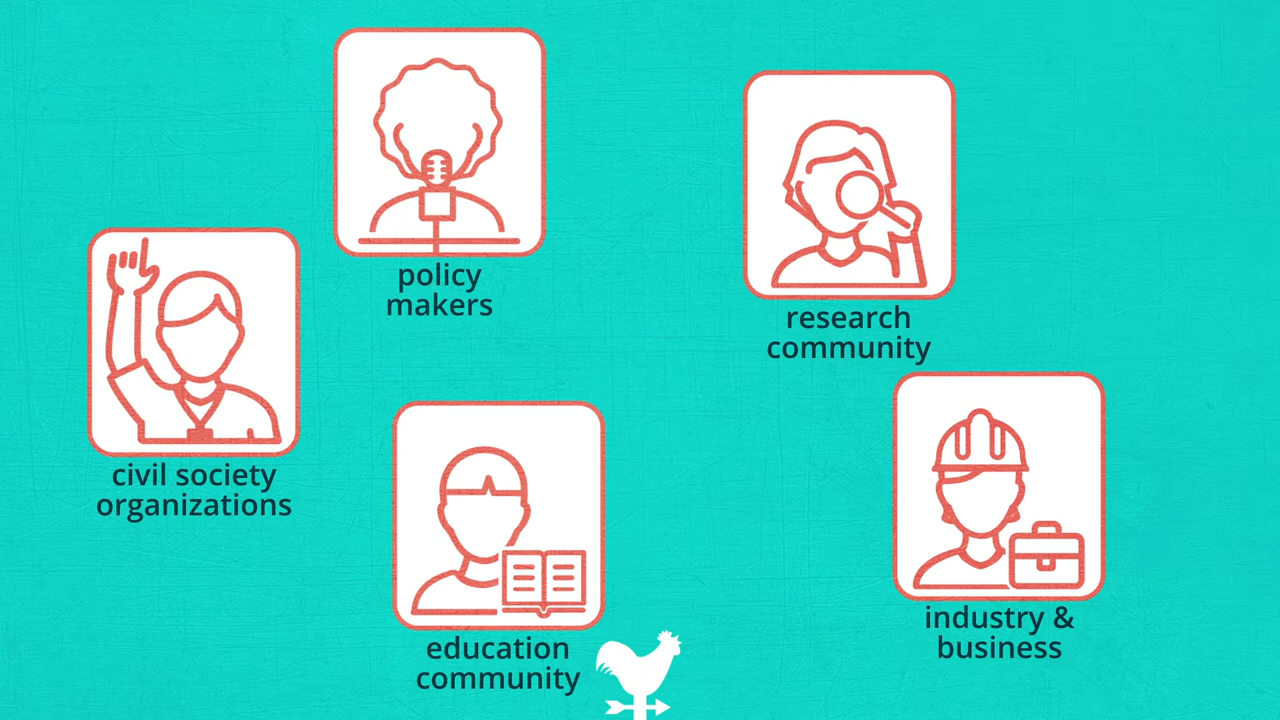 policy
makers
research
community
civil society
organizations
education
community
industry &
business